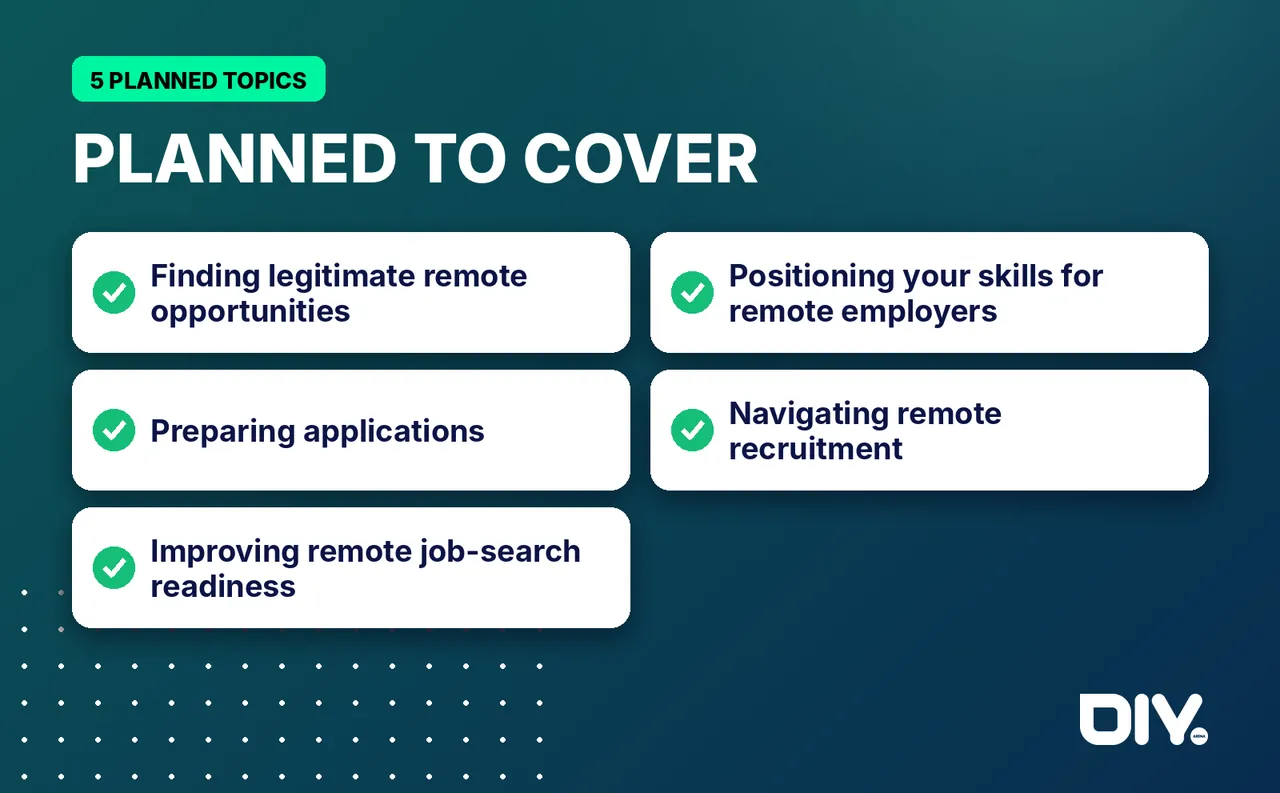 5 PLANNED TOPICS
PLANNED TO COVER
Finding legitimate remote
opportunities
Positioning your skills for
remote employers
Preparing applications
Navigating remote
recruitment
Improving remote job-search
readiness
DIY.
ARENA